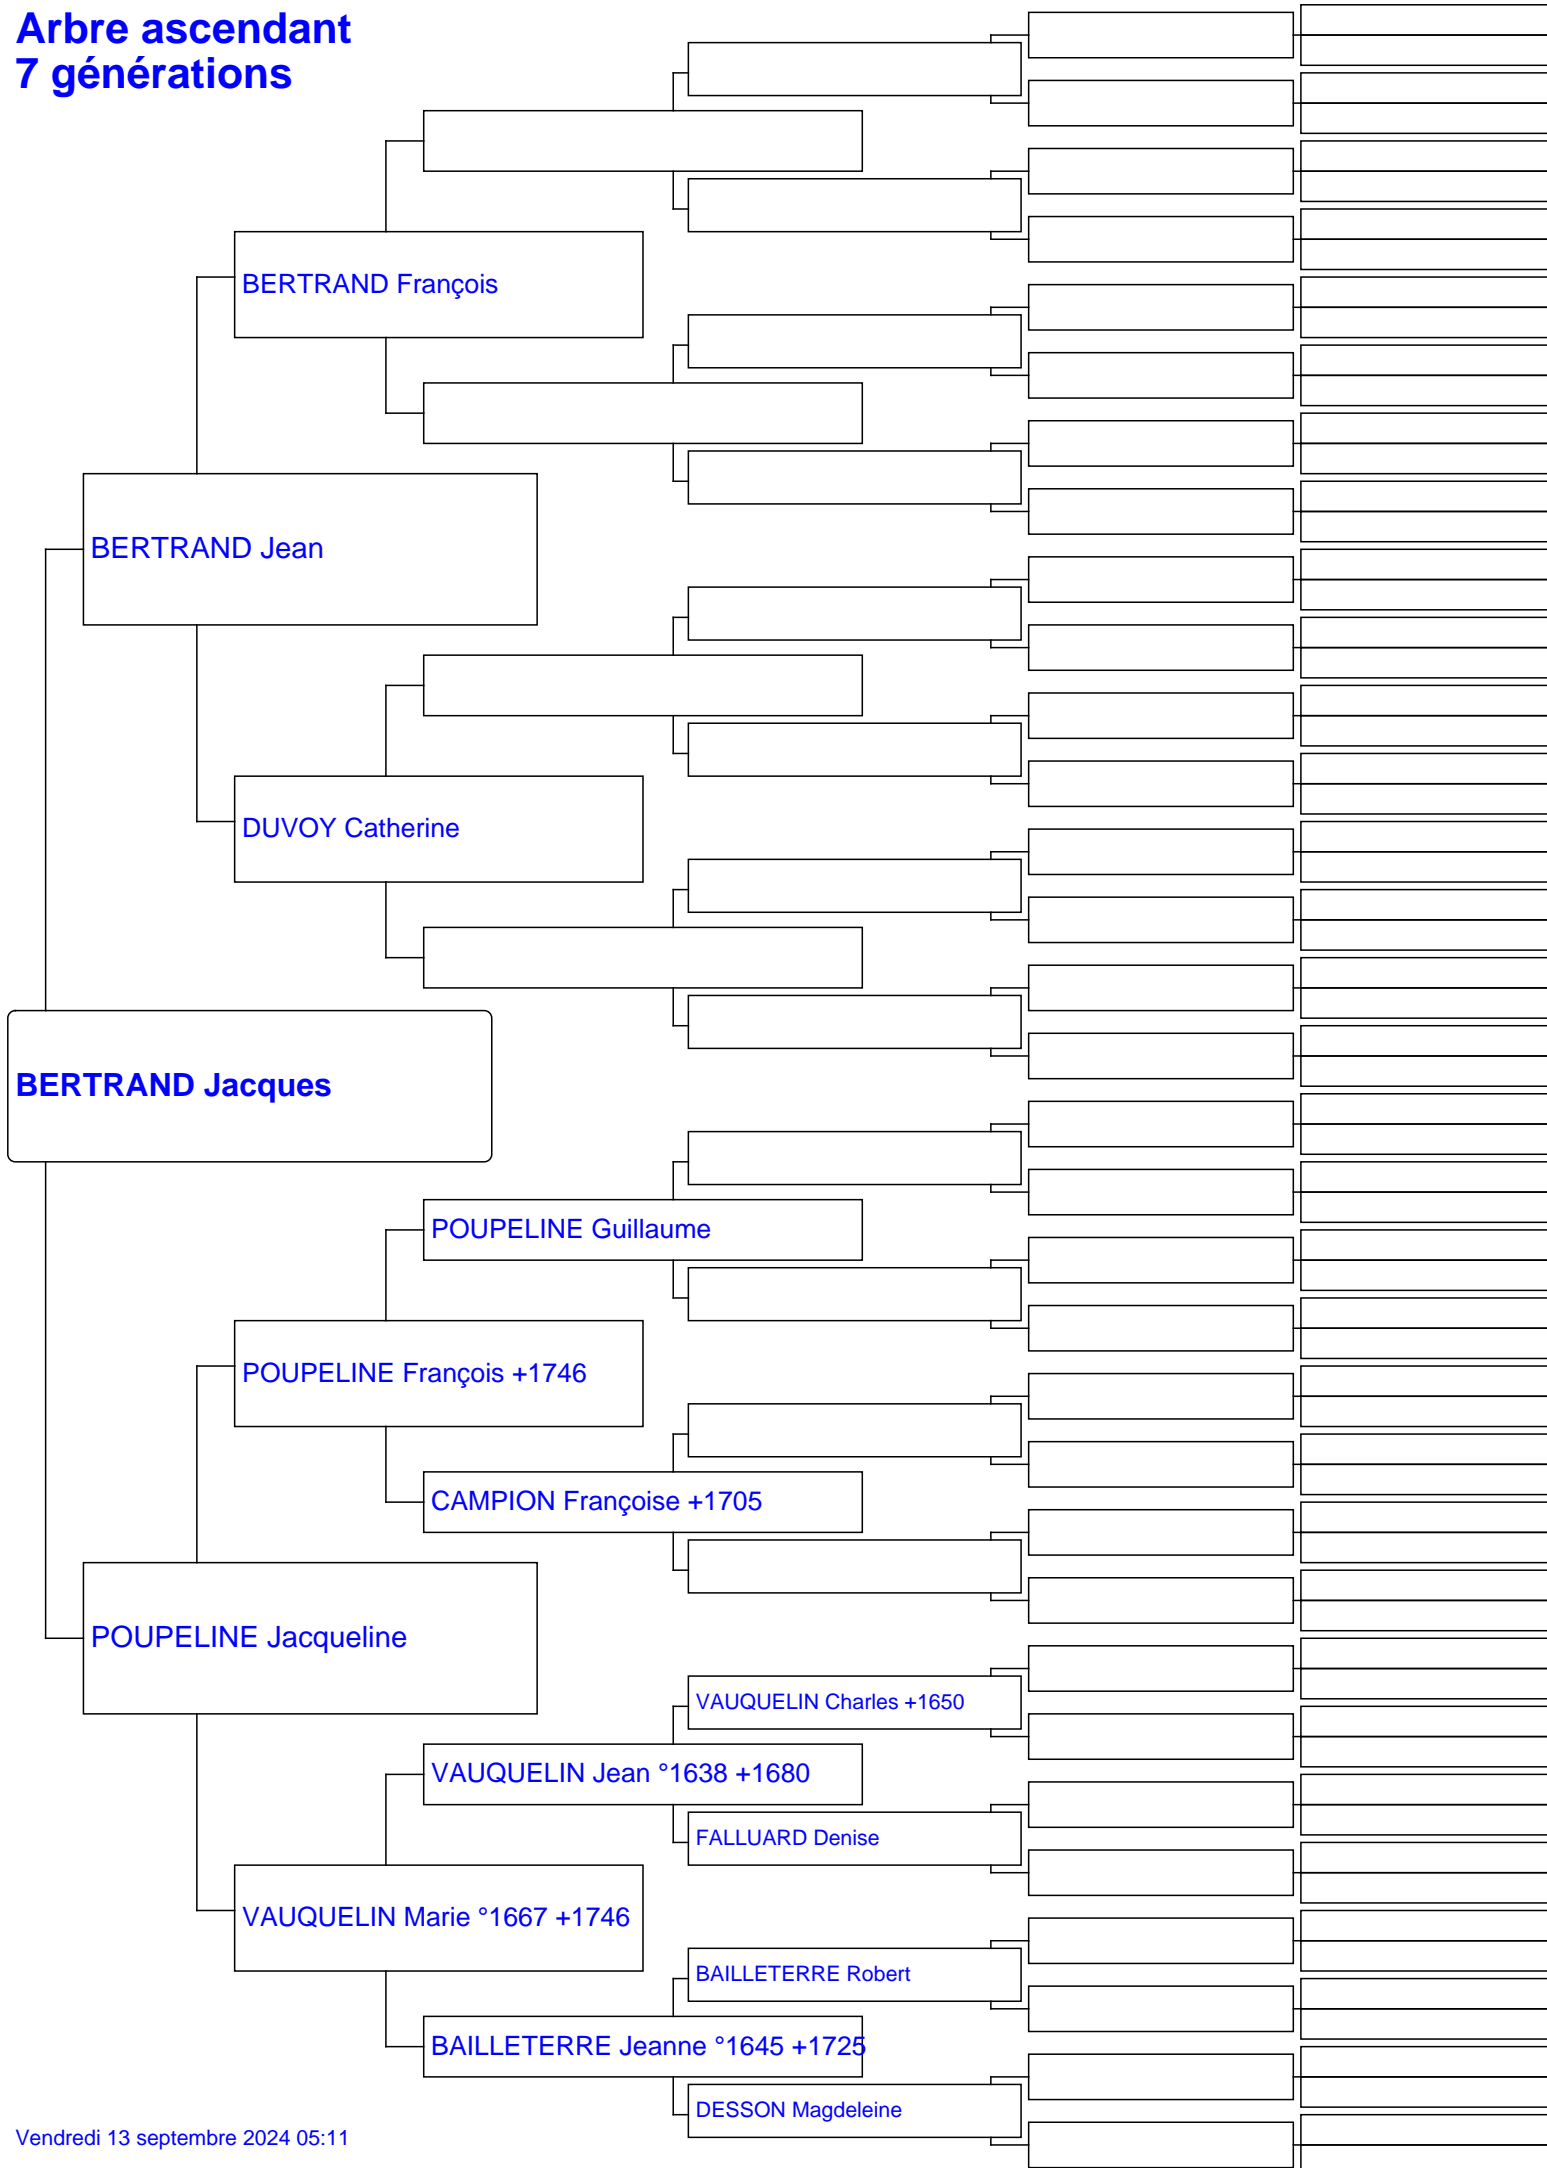 Arbre ascendant
7 générations
BERTRAND François
BERTRAND Jean
DUVOY Catherine
BERTRAND Jacques
POUPELINE Guillaume
POUPELINE François +1746
CAMPION Françoise +1705
POUPELINE Jacqueline
VAUQUELIN Charles +1650
VAUQUELIN Jean °1638 +1680
FALLUARD Denise
VAUQUELIN Marie °1667 +1746
BAILLETERRE Robert
BAILLETERRE Jeanne °1645 +1725
DESSON Magdeleine
Vendredi 13 septembre 2024 05:11